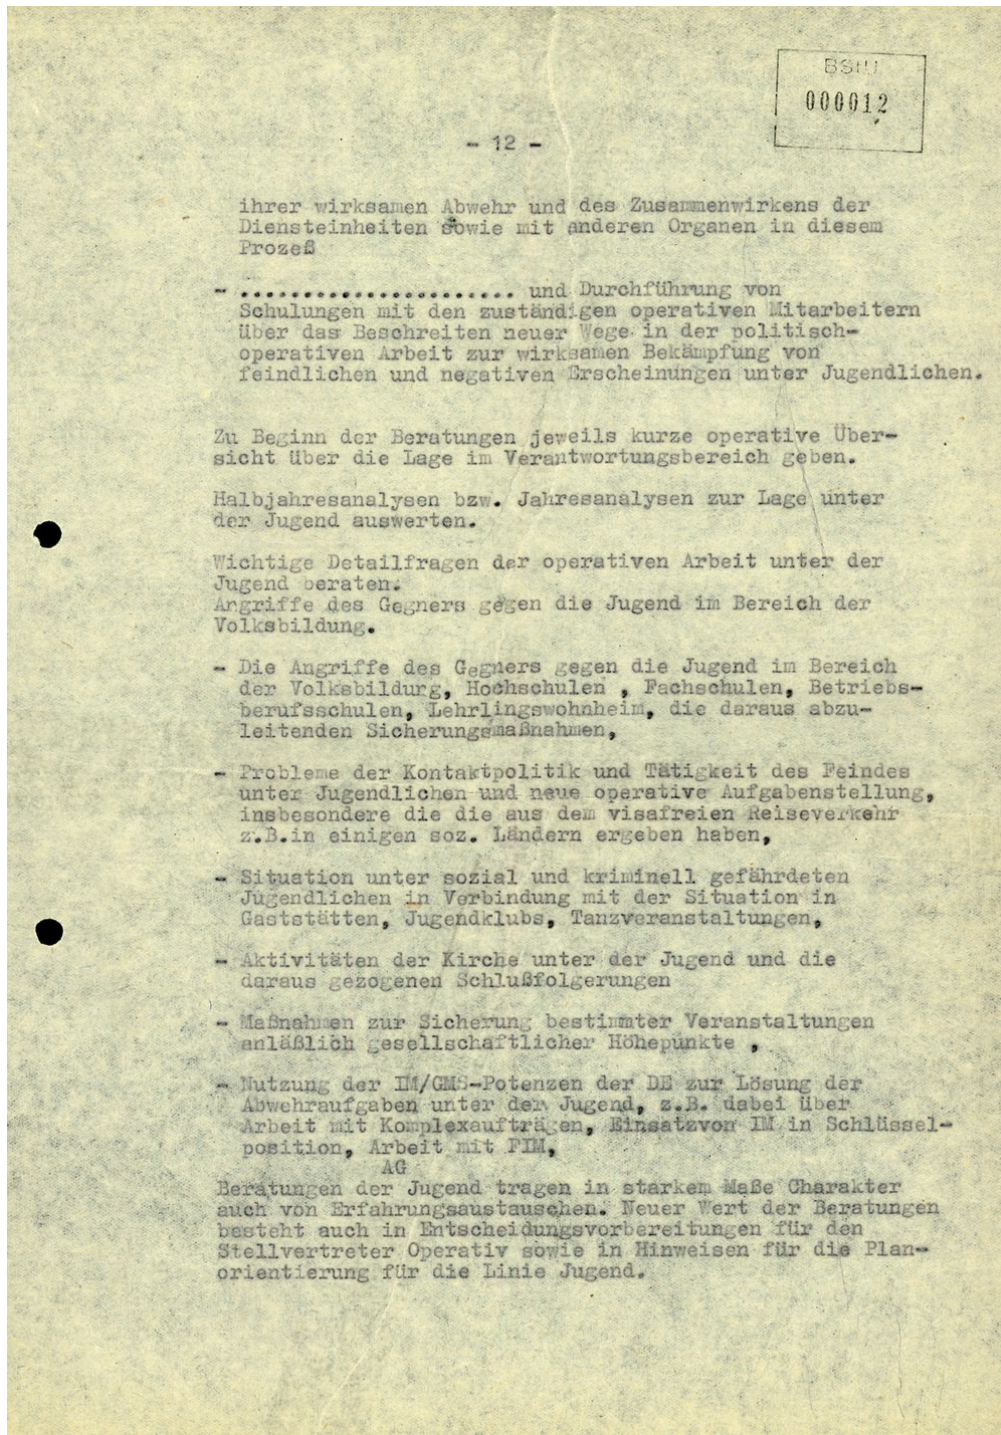 BStU
000012
- 12 -
ihrer wirksamen Abwehr und des Zusammenwirkens der
Diensteinheiten sowie mit anderen Organen in diesem
Prozeß
- ...................... und Durchführung von
Schulungen mit den zuständigen operativen Mitarbeitern
über das Beschreiten neuer Wege in der politisch-
operativen Arbeit zur wirksamen Bekämpfung von
feindlichen und negativen Erscheinungen unter Jugendlichen.
Zu Beginn der Beratungen jeweils kurze operative Über-
sicht über die Lage im Verantwortungsbereich geben.
Halbjahresanalysen bzw. Jahresanalysen zur Lage unter
der Jugend auswerten.
Wichtige Detailfragen der operativen Arbeit unter der
Jugend beraten.
Angriffe des Gegners gegen die Jugend im Bereich der
Volksbildung.
- Die Angriffe des Gegners gegen die Jugend im Bereich
der Volksbildung, Hochschulen , Fachschulen, Betriebs-
berufsschulen, Lehrlingswohnheim, die daraus abzu-
leitenden Sicherungsmaßnahmen,
- Probleme der Kontaktpolitik und Tätigkeit des Feindes
unter Jugendlichen und neue operative Aufgabenstellung,
insbesondere die die aus dem visafreien Reiseverkehr
z.B.in einigen soz. Ländern ergeben haben,
- Situation unter sozial und kriminell gefährdeten
Jugendlichen in Verbindung mit der Situation in
Gaststätten, Jugendklubs, Tanzveranstaltungen,
- Aktivitäten der Kirche unter der Jugend und die
daraus gezogenen Schlußfolgerungen
- Maßnahmen zur Sicherung bestimmter Veranstaltungen
anläßlich gesellschaftlicher Höhepunkte ,
- Nutzung der IM/GMS-Potenzen der DE zur Lösung der
Abwehraufgaben unter der Jugend, z.B. dabei über
Arbeit mit Komplexaufträgen, Einsatzvon IM in Schlüssel-
position, Arbeit mit FIM,
AG
Beratungen der Jugend tragen in starkem Maße Charakter
auch von Erfahrungsaustauschen. Neuer Wert der Beratungen
besteht auch in Entscheidungsvorbereitungen für den
Stellvertreter Operativ sowie in Hinweisen für die Plan-
orientierung für die Linie Jugend.